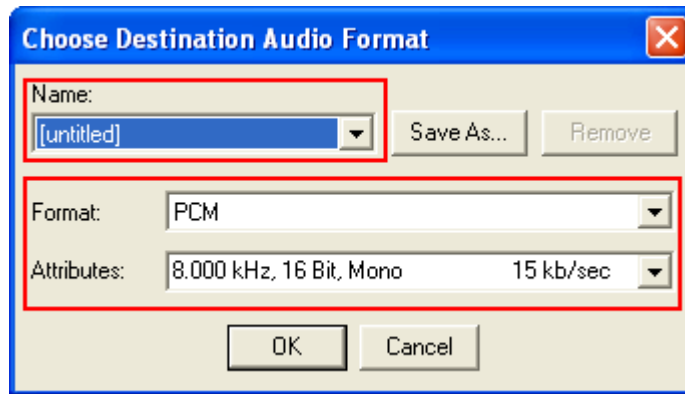 Choose Destination Audio Format
Name:
[untitled]
Save As...
Remove
Format:
PCM
Attributes:
8.000 kHz, 16 Bit, Mono 15 kb/sec
OK
Cancel